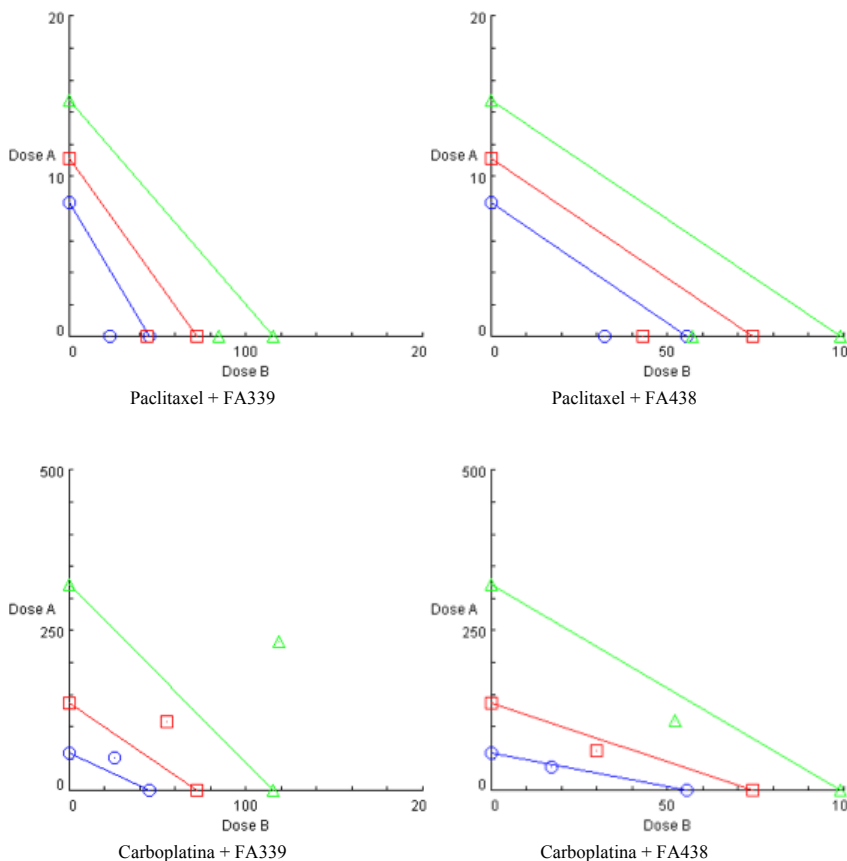 20
Dose A
10
0
0 100 20
Dose B
Paclitaxel + FA339
20
Dose A
10
0
0 50 10
Dose B
Paclitaxel + FA438
500
Dose A
250
0
0 100 20
Dose B
Carboplatina + FA339
500
Dose A
250
0
0 50 10
Dose B
Carboplatina + FA438